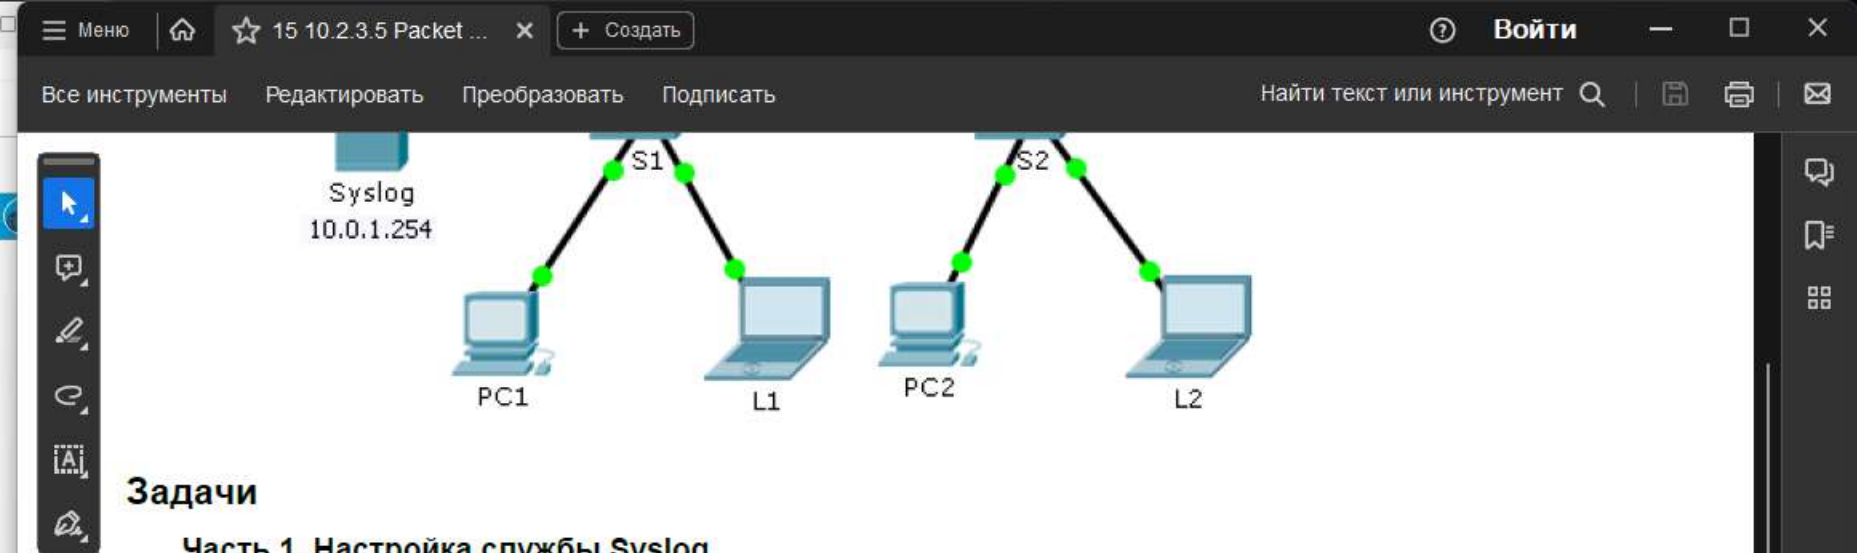 Меню
15 10.2.3.5 Packet ...
+ Создать
Войти
Все инструменты
Редактировать
Преобразовать
Подписать
Найти текст или инструмент
S1
S2
Syslog
10.0.1.254
PC1
L1
PC2
L2
Задачи
Часть 1. Настройка службы Syslog